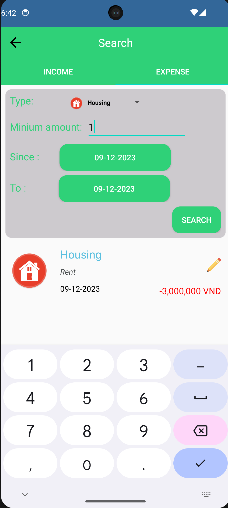 6:42
Search
INCOME
EXPENSE
Type:
Housing
Minium amount:
1
Since :
09-12-2023
To :
09-12-2023
SEARCH
Housing
Rent
09-12-2023
-3,000,000 VND
1 2 3 -
4 5 6
7 8 9
, 0 .